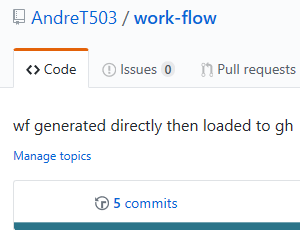 AndreT503 / work-flow
Code Issues 0 Pull requests
wf generated directly then loaded to gh
Manage topics
5 commits